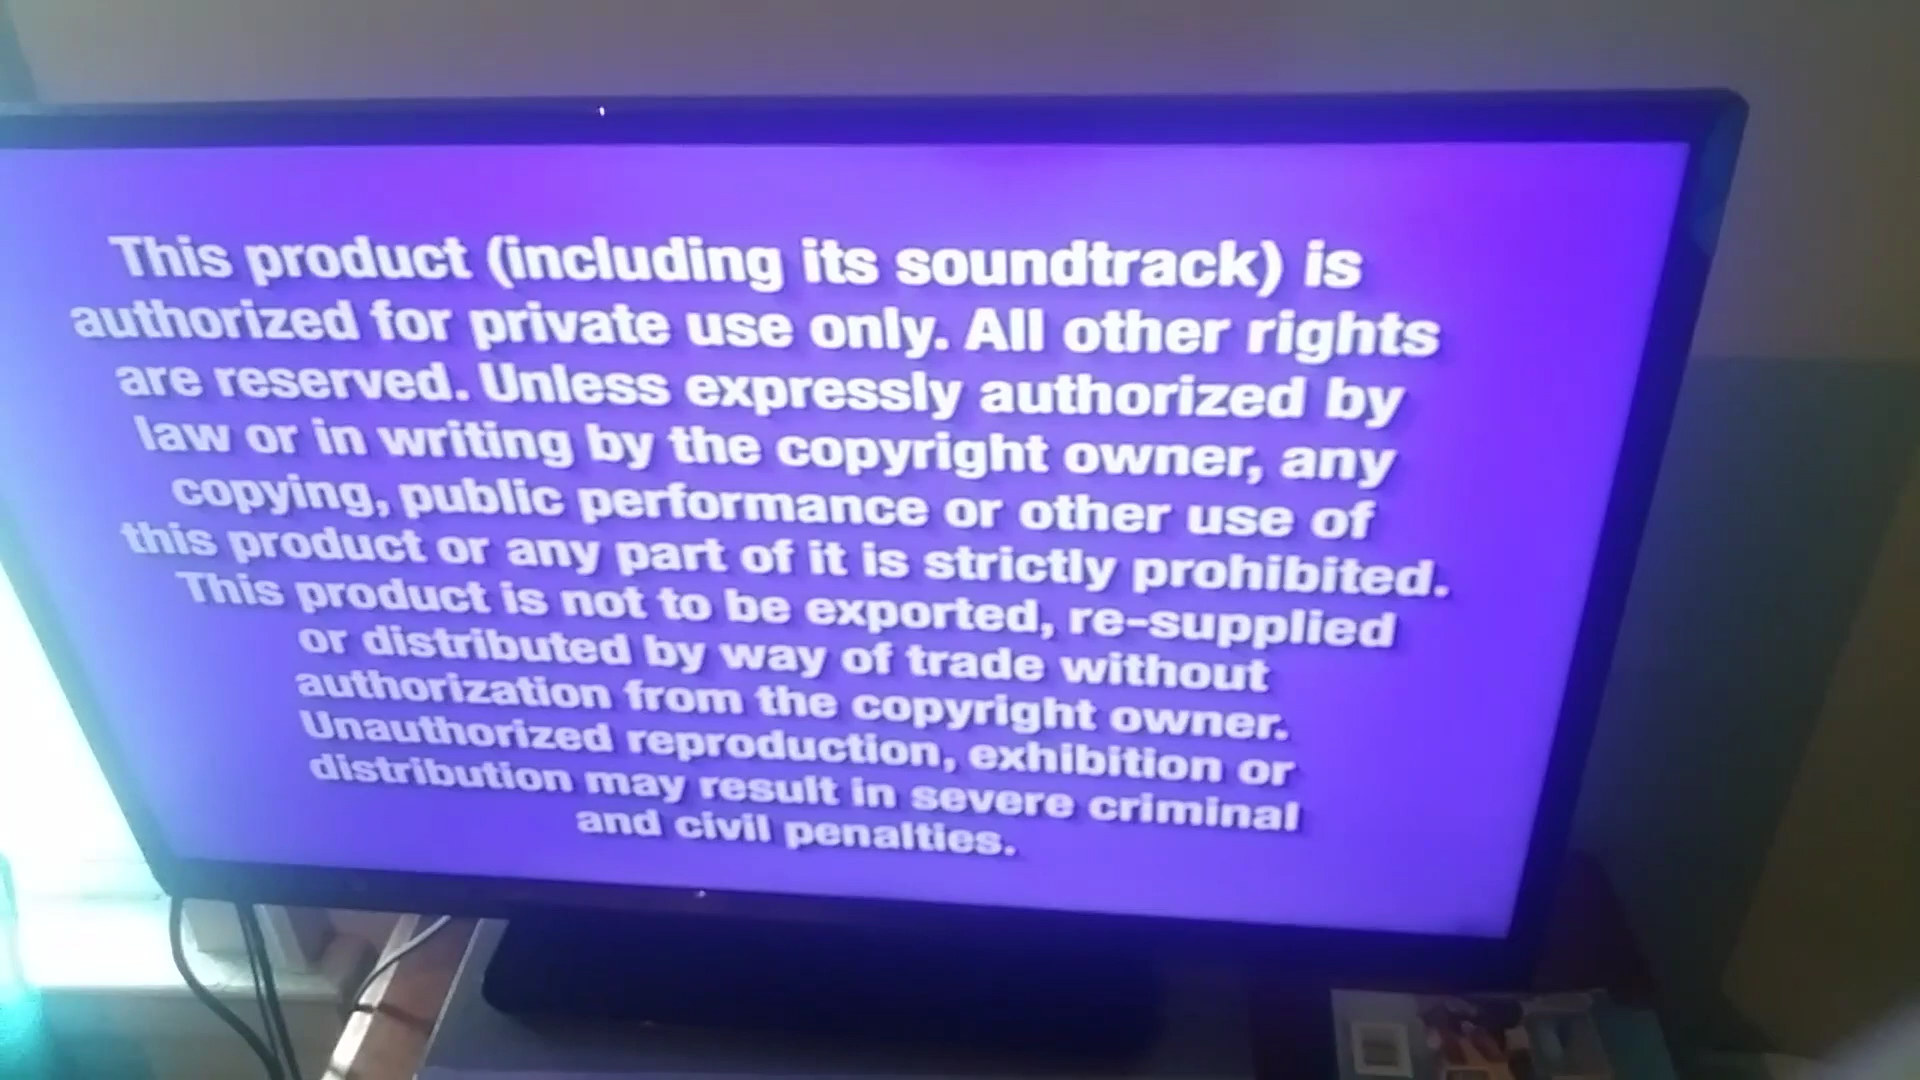 This product (including its soundtrack) is
authorized for private use only. All other rights
are reserved. Unless expressly authorized by
law or in writing by the copyright owner, any
copying, public performance or other use of
this product or any part of it is strictly prohibited.
This product is not to be exported, re-supplied
or distributed by way of trade without
authorization from the copyright owner.
Unauthorized reproduction, exhibition or
distribution may result in severe criminal
and civil penalties.